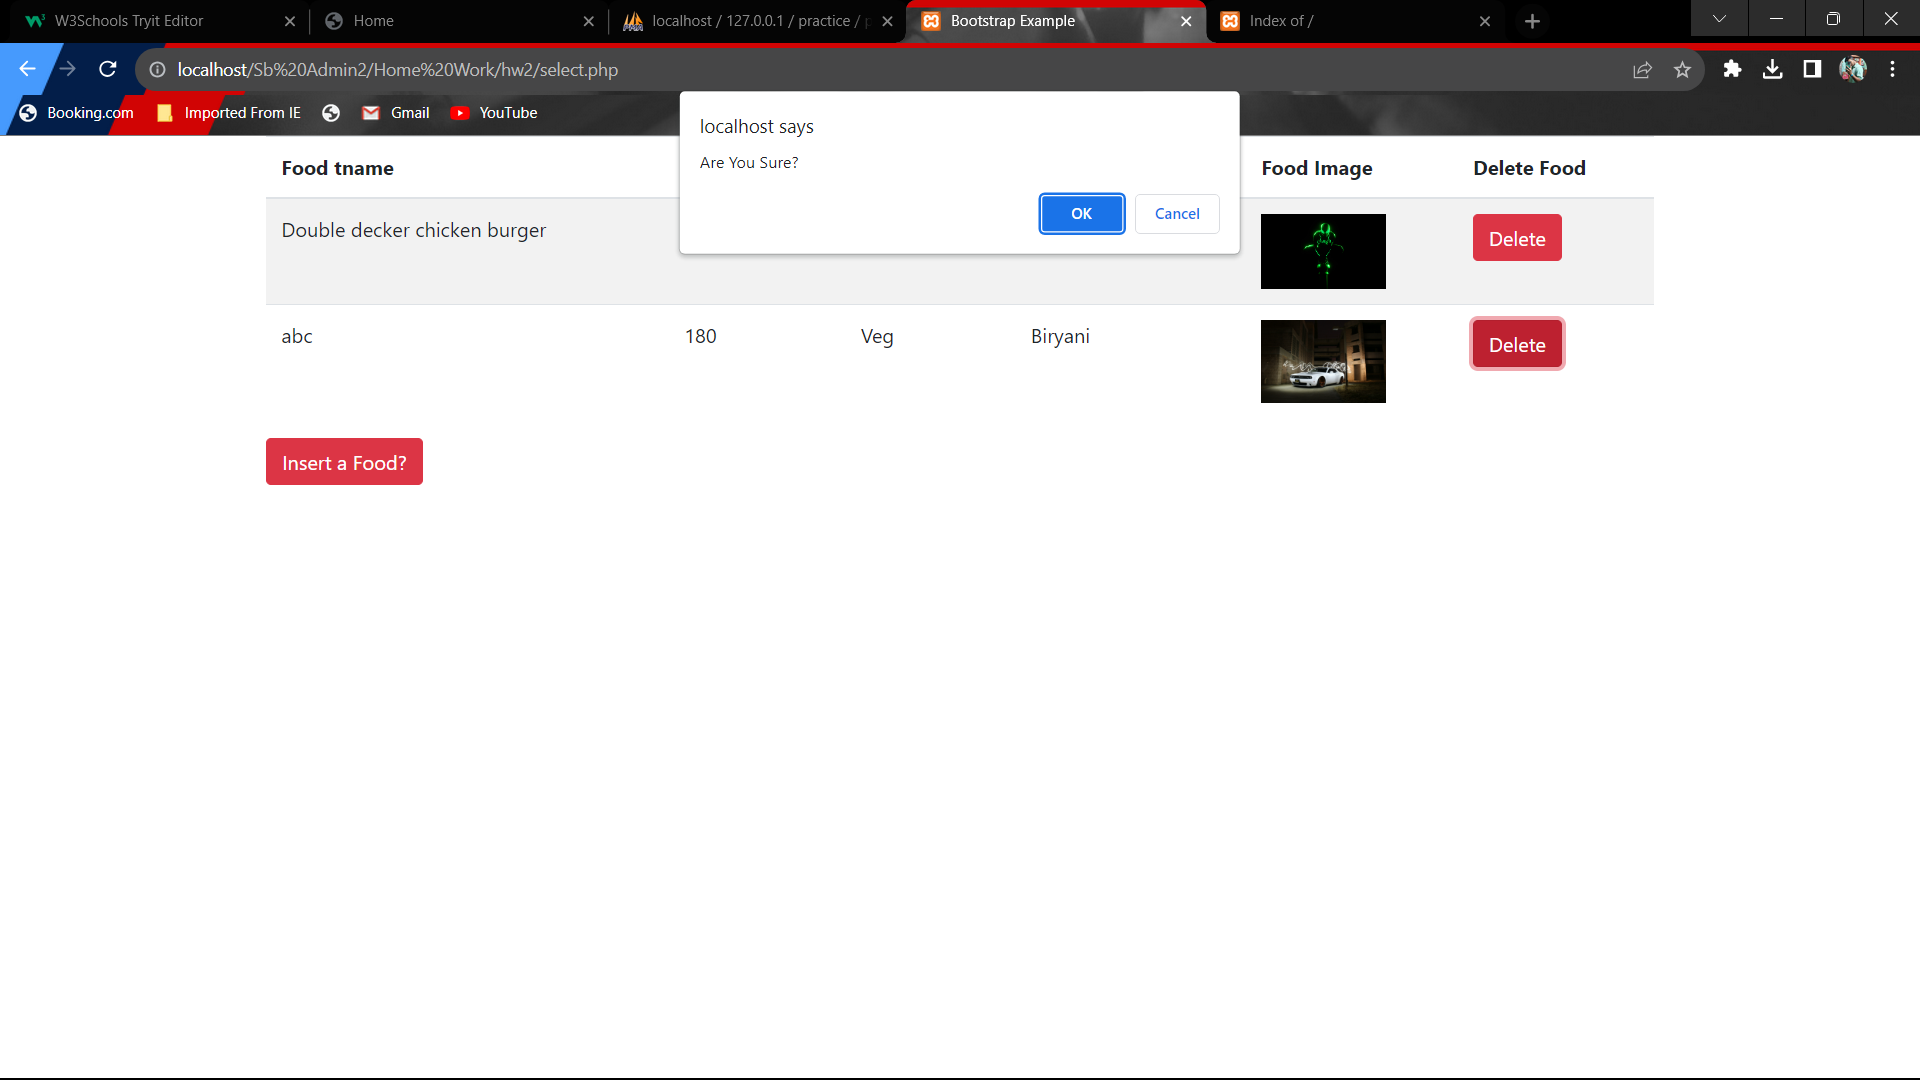 W3Schools Tryit Editor
Home
localhost / 127.0.0.1 / practice /
Bootstrap Example
Index of /
localhost/Sb%20Admin2/Home%20Work/hw2/select.php
Booking.com
Imported From IE
Gmail
YouTube
localhost says
Are You Sure?
OK
Cancel
Food tname
Food Image
Delete Food
Double decker chicken burger
Delete
abc
180
Veg
Biryani
Delete
Insert a Food?